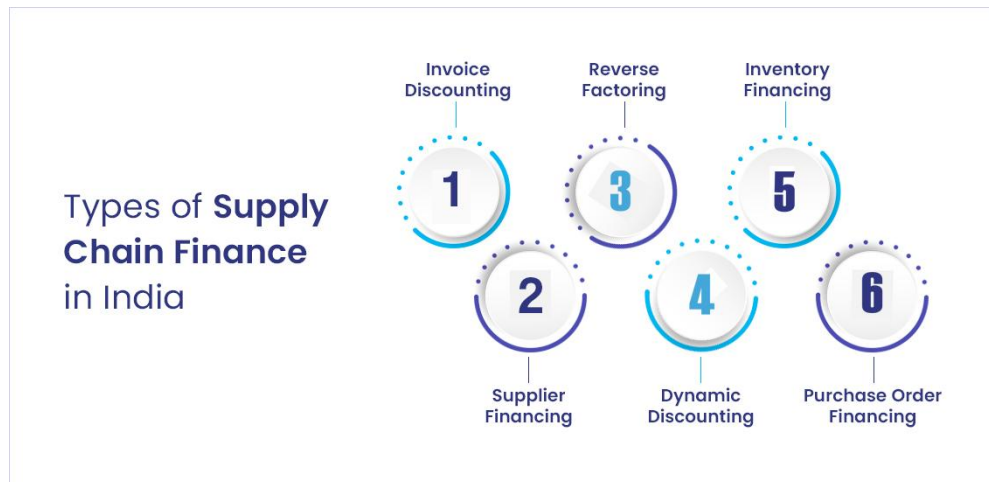 Types of Supply
Chain Finance
in India
Invoice
Discounting
1
2
Supplier
Financing
Reverse
Factoring
3
4
Dynamic
Discounting
Inventory
Financing
5
6
Purchase Order
Financing